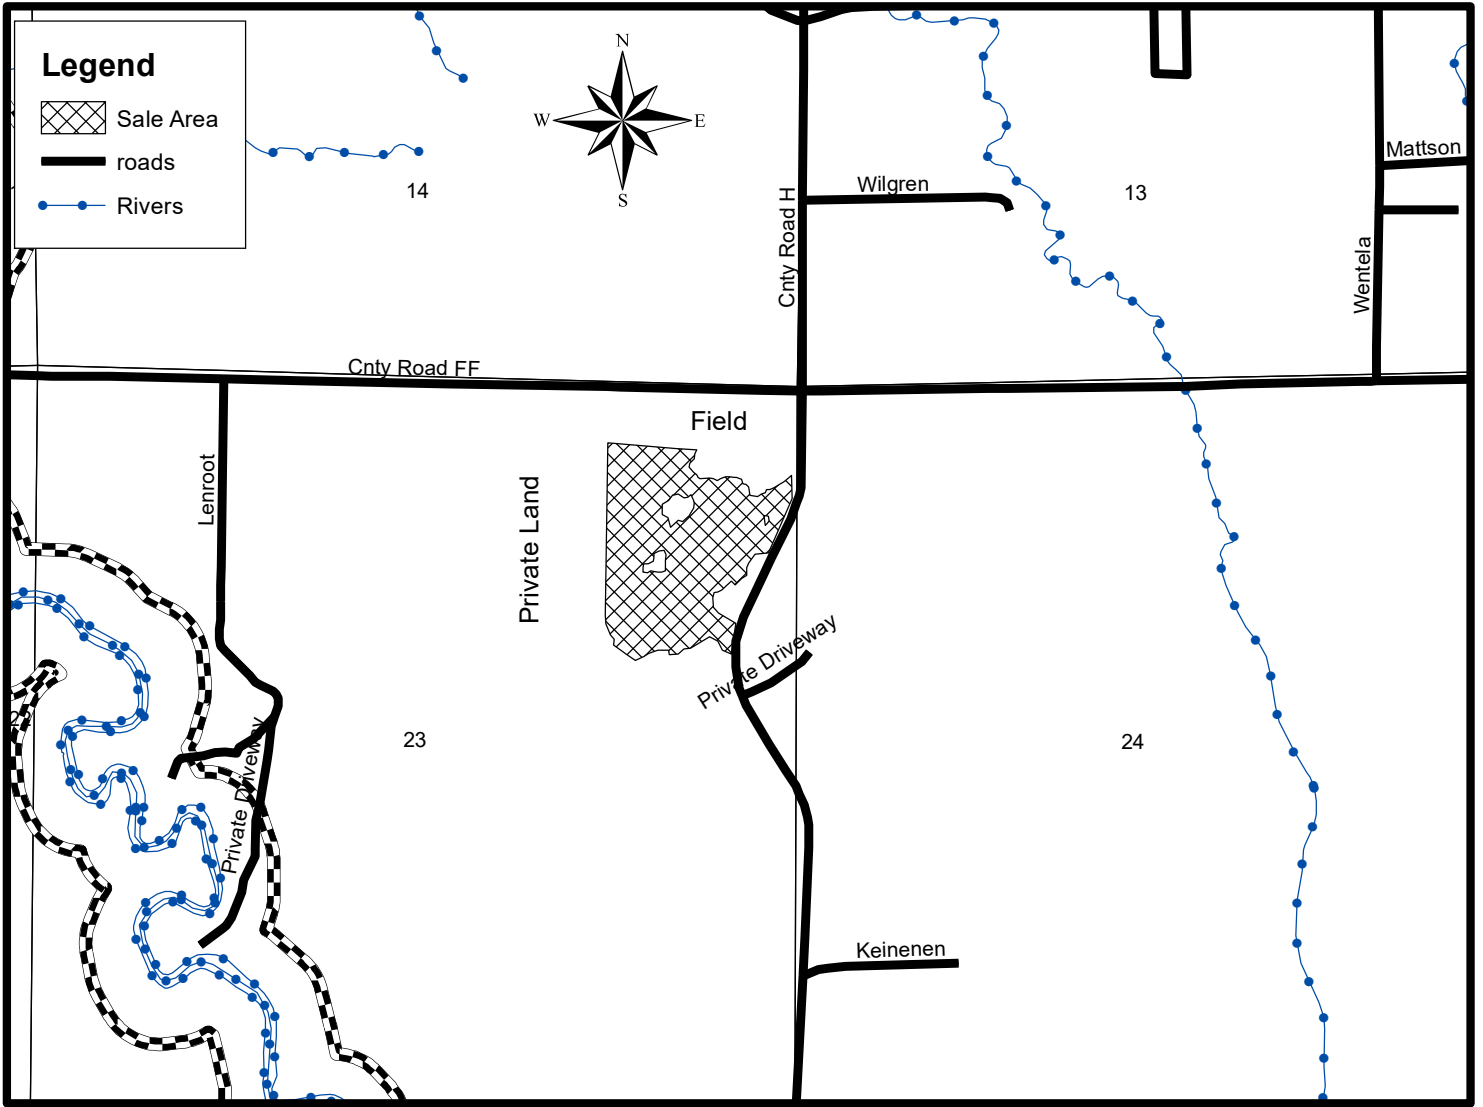 N
Legend
Sale Area
W
E
roads
Mattson
Wilgren
14
13
Rivers
S
Cnty Road H
Wentela
Cnty Road FF
Field
Lenroot
Private Land
Private Driveway
23
24
Private Driveway
Keinenen